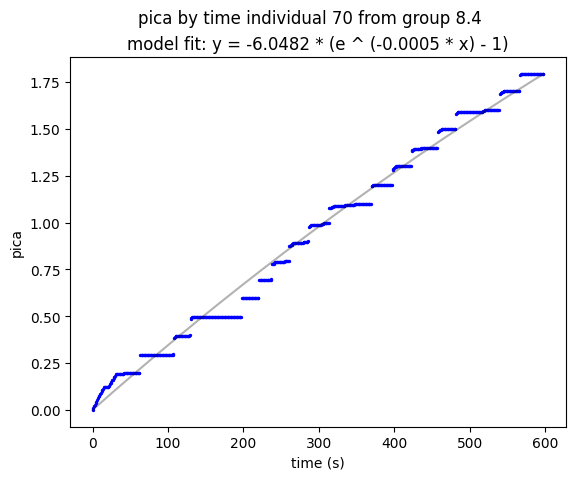 pica by time individual 70 from group 8.4
model fit: y = -6.0482 * (e ^ (-0.0005 * x) - 1)
1.75
1.50
1.25
1.00
0.75
0.50
0.25
0.00
pica
0 100 200 300 400 500 600
time (s)